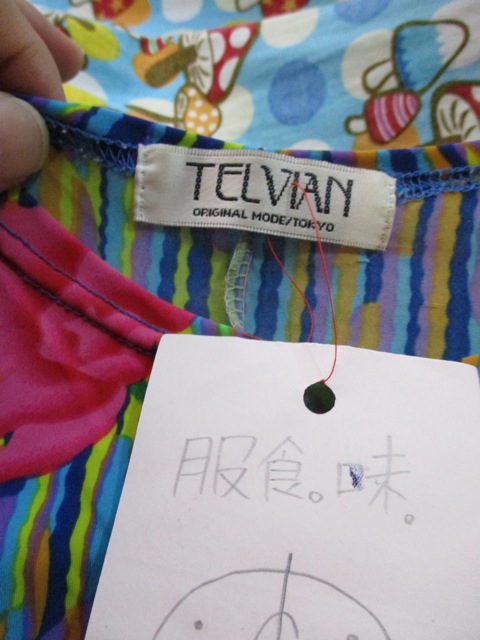 TELVIAN
ORIGINAL MODE/TOKYO
服食。味。